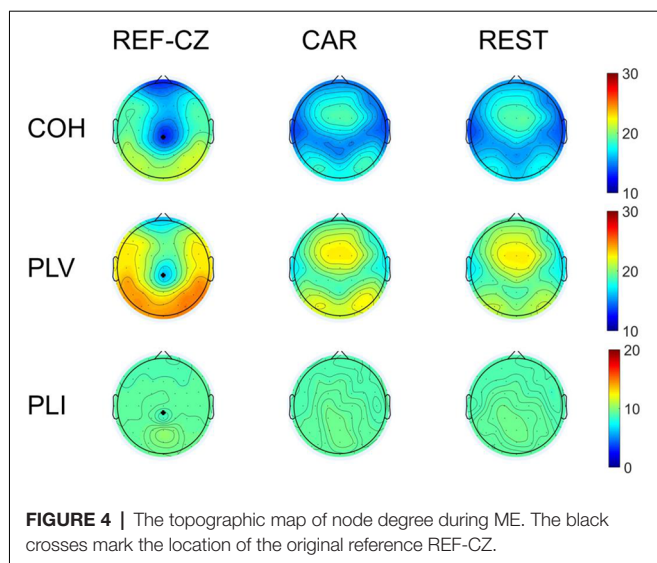 REF-CZ CAR REST
COH
30
20
10
PLV
30
20
10
PLI
20
10
0
FIGURE 4 | The topographic map of node degree during ME. The black
crosses mark the location of the original reference REF-CZ.